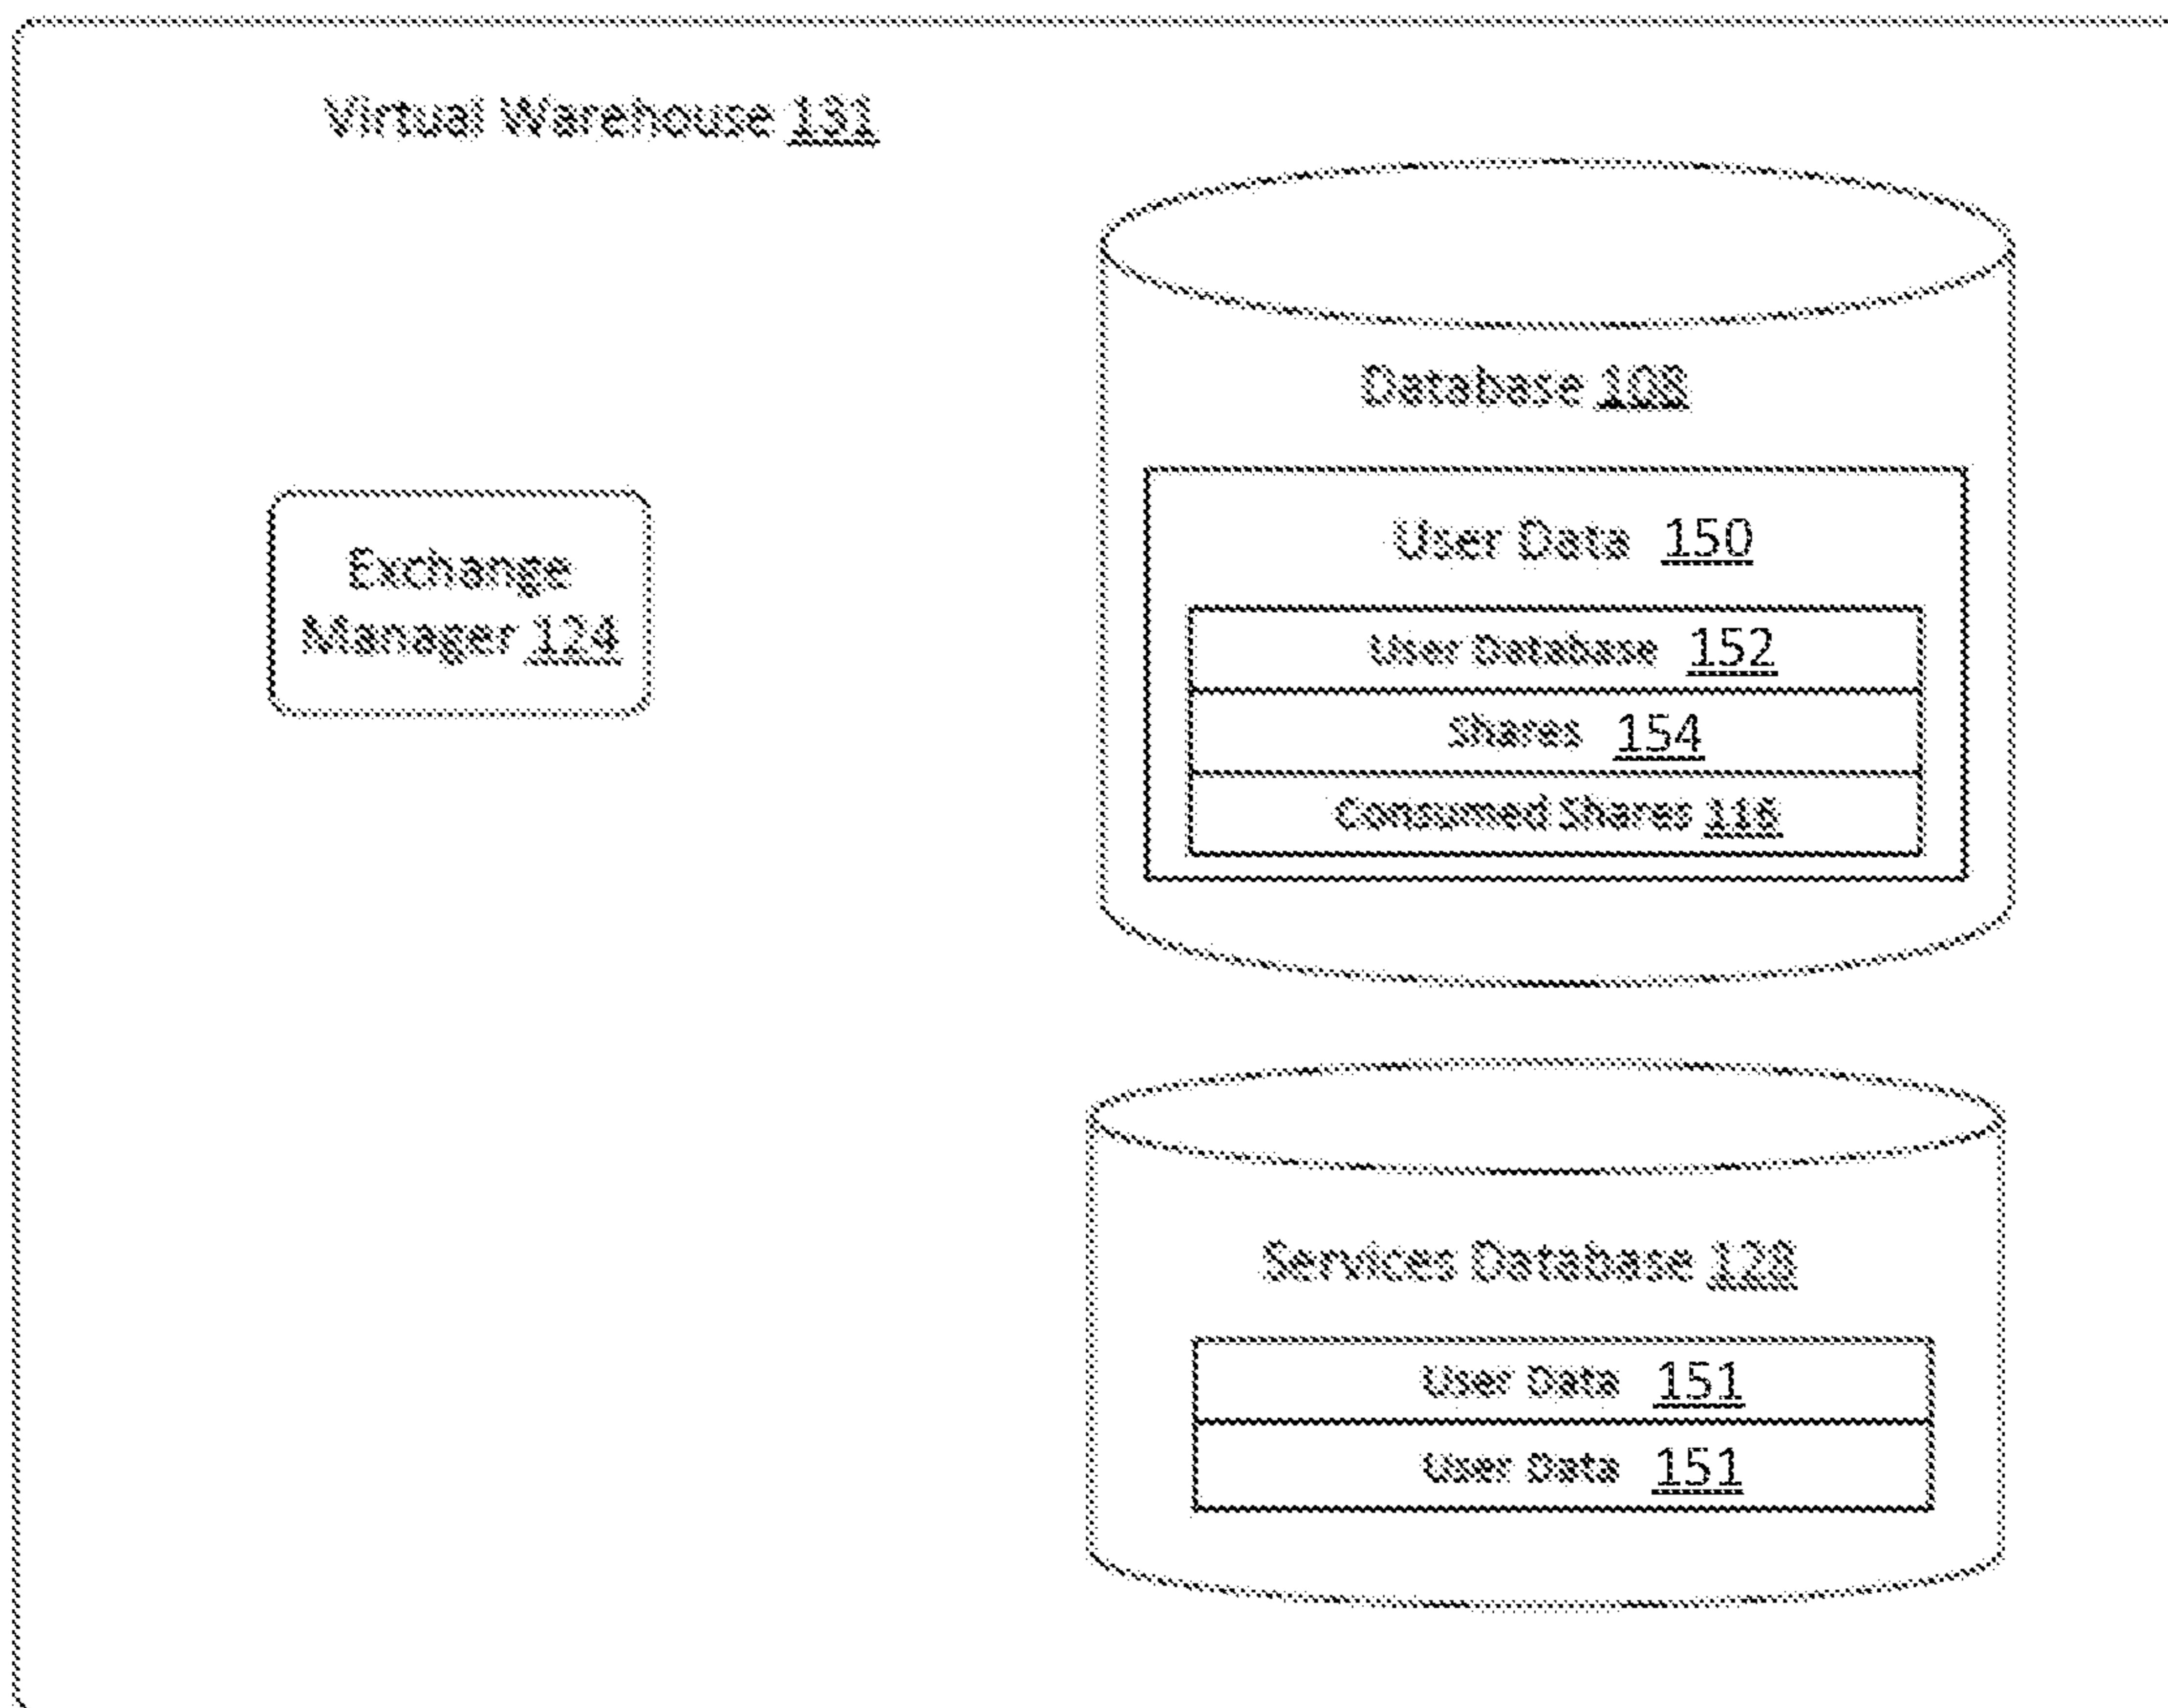 Virtual Warehouse 131
Database 108
Exchange
Manager 124
User Data 150
User Database 152
Shares 154
Consumed Shares
Services Database 128
User Data 151
User Data 151